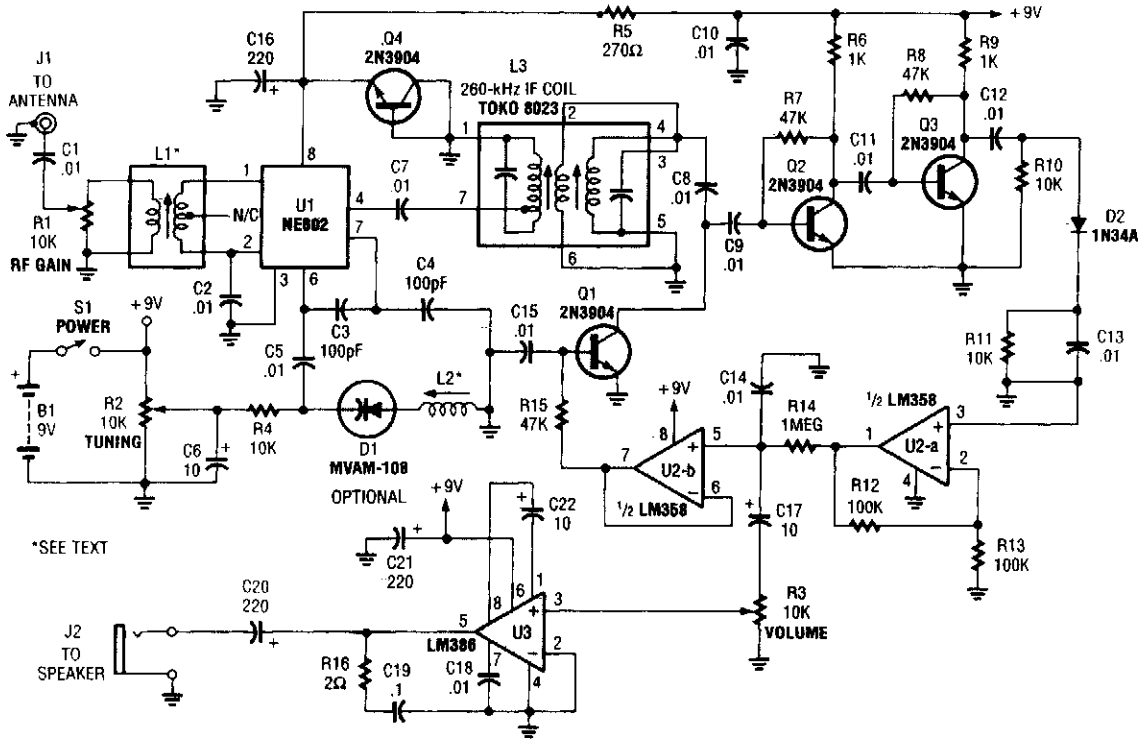 J1
TO
ANTENNA
C1
.01
R1
10K
RF GAIN
L1*
N/C
C2
.01
C16
220
+
Q4
2N3904
8
1
2
4
7
3
6
U1
NE602
C7
.01
R5
270Ω
C10
.01
L3
260-kHz IF COIL
TOKO 8023
1
7
2
4
3
5
6
C8
.01
C9
.01
+9V
R6
1K
R7
47K
Q2
2N3904
C11
.01
R8
47K
R9
1K
Q3
2N3904
C12
.01
R10
10K
D2
1N34A
R11
10K
C13
.01
S1
POWER
+9V
+
B1
9V
R2
10K
TUNING
C6
10
+
R4
10K
C5
.01
C3
100pF
C4
100pF
D1
MVAM-108
L2*
C15
.01
Q1
2N3904
R15
47K
+9V
8
5
6
7
U2-b
½ LM358
C14
.01
R14
1MEG
½ LM358
1
3
2
4
+
−
U2-a
R12
100K
R13
100K
C17
10
+
R3
10K
VOLUME
OPTIONAL
+9V
C21
220
+
C22
10
+
8
6
1
3
2
5
7
4
+
−
U3
LM386
C18
.01
C19
.1
R16
2Ω
C20
220
+
J2
TO
SPEAKER
*SEE TEXT